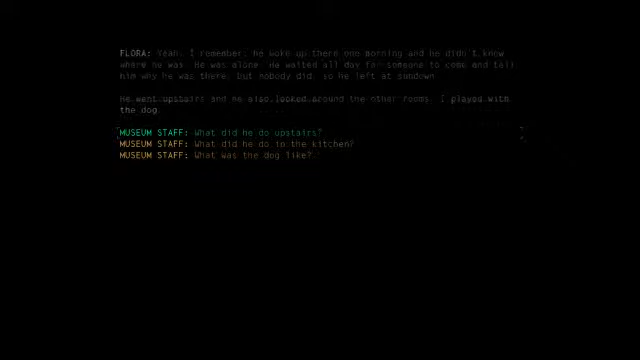 FLORA: Yeah. I remember, he woke up there one morning and he didn't know
where he was. He was alone. He waited all day for someone to come and tell
him why he was there, but nobody did, so he left at sundown.
He went upstairs and he also looked around the other rooms. I played with
the dog.
MUSEUM STAFF: What did he do upstairs?
MUSEUM STAFF: What did he do in the kitchen?
MUSEUM STAFF: What was the dog like?